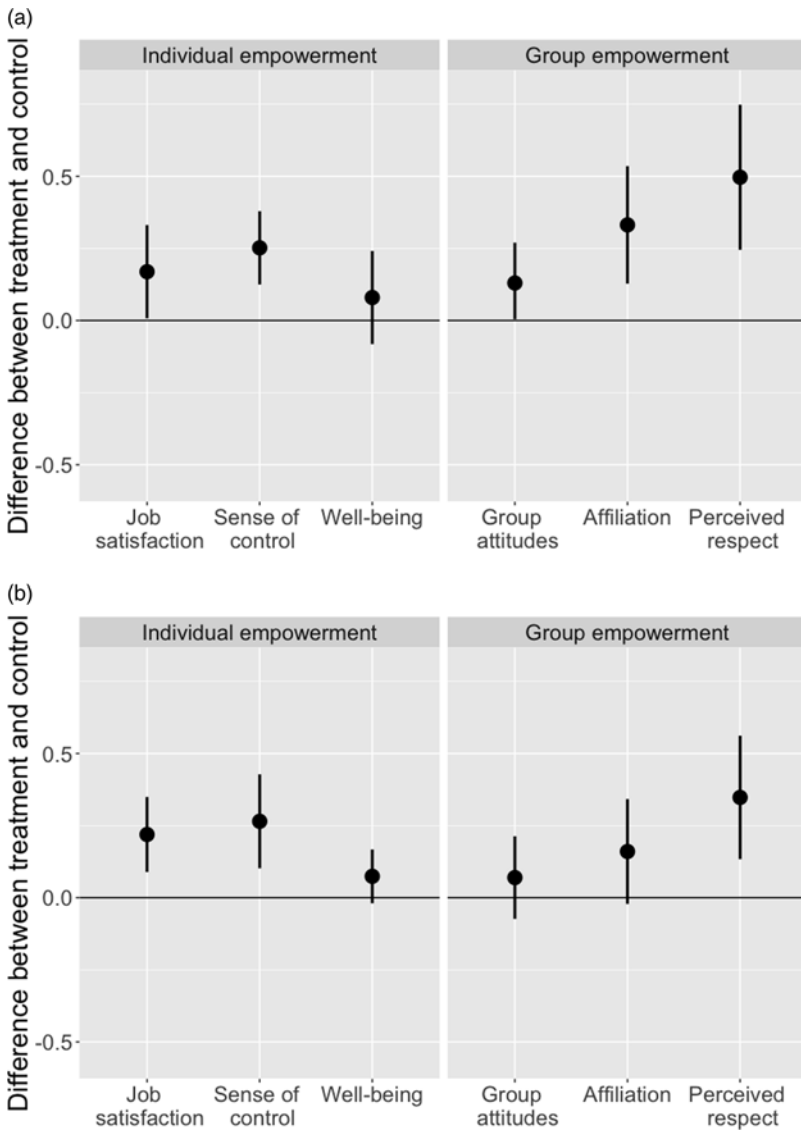 (a)
Individual empowerment
Group empowerment
Difference between treatment and control
0.5
0.0
-0.5
Job
satisfaction
Sense of
control
Well-being
Group
attitudes
Affiliation
Perceived
respect
(b)
Individual empowerment
Group empowerment
Difference between treatment and control
0.5
0.0
-0.5
Job
satisfaction
Sense of
control
Well-being
Group
attitudes
Affiliation
Perceived
respect